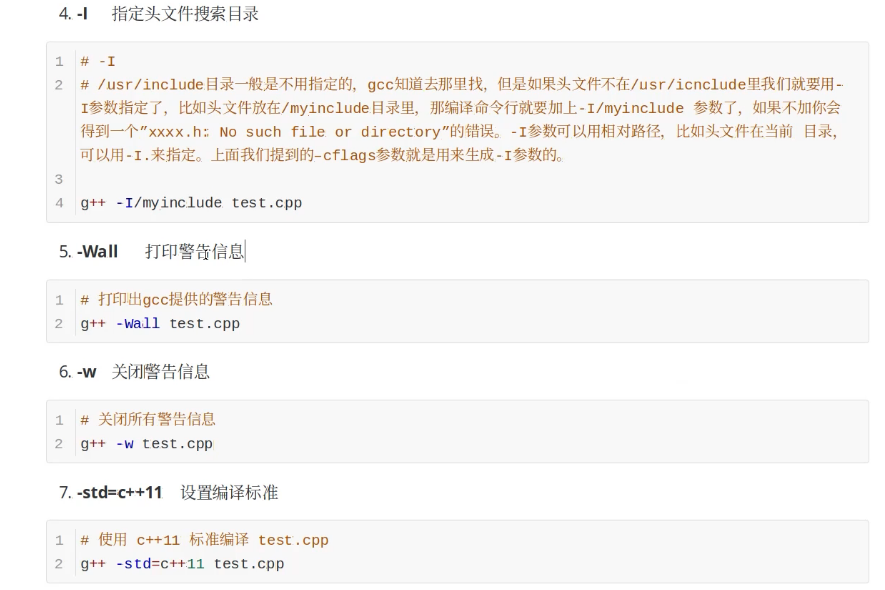 4. -I 指定头文件搜索目录
1 # -I
2 # /usr/include目录一般是不用指定的，gcc知道去那里找，但是如果头文件不在/usr/icnclude里我们就要用-
I参数指定了，比如头文件放在/myinclude目录里，那编译命令行就要加上-I/myinclude 参数了，如果不加你会
得到一个”xxxx.h: No such file or directory”的错误。-I参数可以用相对路径，比如头文件在当前 目录，
可以用-I.来指定。上面我们提到的–cflags参数就是用来生成-I参数的。
3
4 g++ -I/myinclude test.cpp
5. -Wall 打印警告信息
1 # 打印出gcc提供的警告信息
2 g++ -Wall test.cpp
6. -w 关闭警告信息
1 # 关闭所有警告信息
2 g++ -w test.cpp
7. -std=c++11 设置编译标准
1 # 使用 c++11 标准编译 test.cpp
2 g++ -std=c++11 test.cpp